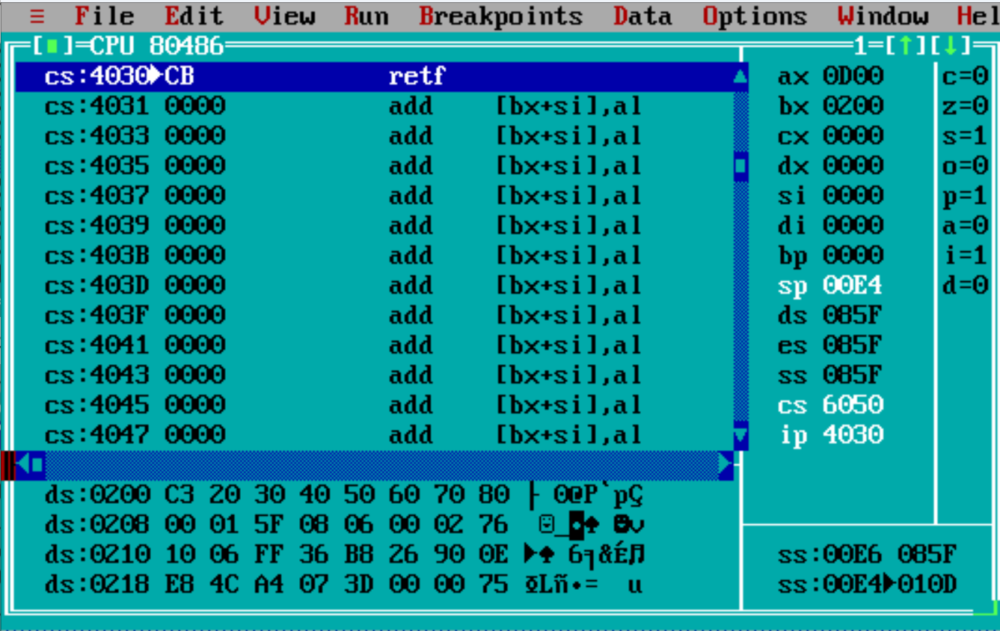 ≡ File Edit View Run Breakpoints Data Options Window Hel
[■]=CPU 80486 1=[↑][↓]
cs:4030►CB retf ax 0D00 c=0
cs:4031 0000 add [bx+si],al bx 0200 z=0
cs:4033 0000 add [bx+si],al cx 0000 s=1
cs:4035 0000 add [bx+si],al dx 0000 o=0
cs:4037 0000 add [bx+si],al si 0000 p=1
cs:4039 0000 add [bx+si],al di 0000 a=0
cs:403B 0000 add [bx+si],al bp 0000 i=1
cs:403D 0000 add [bx+si],al sp 00E4 d=0
cs:403F 0000 add [bx+si],al ds 085F
cs:4041 0000 add [bx+si],al es 085F
cs:4043 0000 add [bx+si],al ss 085F
cs:4045 0000 add [bx+si],al cs 6050
cs:4047 0000 add [bx+si],al ip 4030
ds:0200 C3 20 30 40 50 60 70 80 ├ 0@P`pÇ
ds:0208 00 01 5F 08 06 00 02 76 ☺_◘♠ ☻v
ds:0210 10 06 FF 36 B8 26 90 0E ►♠ 6╕&É♫ ss:00E6 085F
ds:0218 E8 4C A4 07 3D 00 00 75 ΦLñ•= u ss:00E4►010D